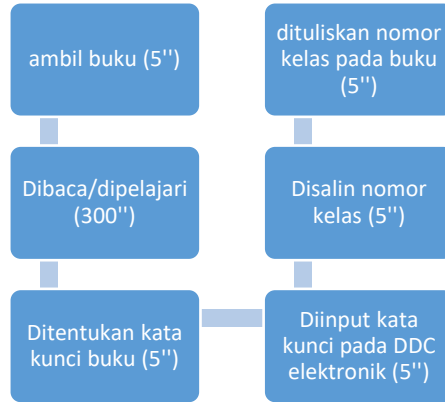 ambil buku (5'')
Dibaca/dipelajari
(300'')
Ditentukan kata
kunci buku (5'')
Diinput kata
kunci pada DDC
elektronik (5'')
Disalin nomor
kelas (5'')
dituliskan nomor
kelas pada buku
(5'')